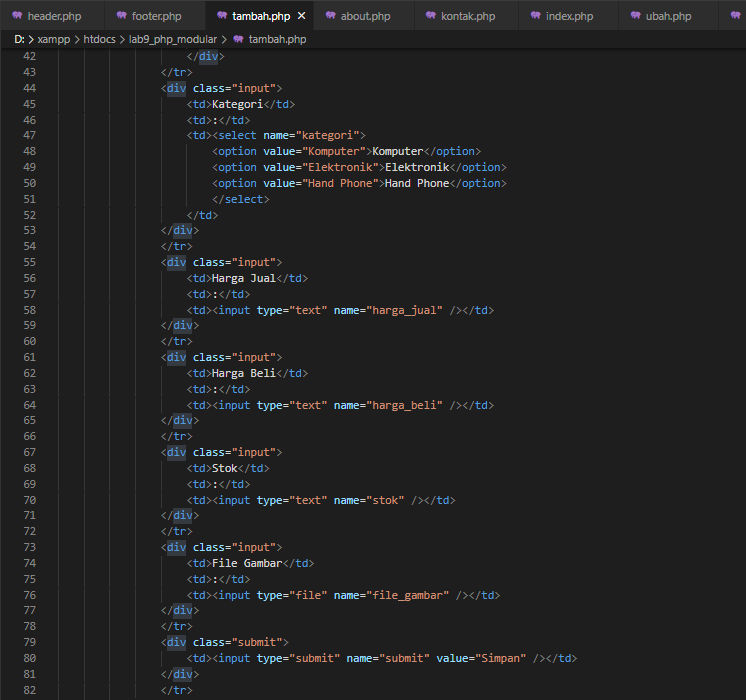 header.php footer.php tambah.php × about.php kontak.php index.php ubah.php
D: > xampp > htdocs > lab9_php_modular > tambah.php
42 </div>
43 </tr>
44 <div class="input">
45 <td>Kategori</td>
46 <td>:</td>
47 <td><select name="kategori">
48 <option value="Komputer">Komputer</option>
49 <option value="Elektronik">Elektronik</option>
50 <option value="Hand Phone">Hand Phone</option>
51 </select>
52 </td>
53 </div>
54 </tr>
55 <div class="input">
56 <td>Harga Jual</td>
57 <td>:</td>
58 <td><input type="text" name="harga_jual" /></td>
59 </div>
60 </tr>
61 <div class="input">
62 <td>Harga Beli</td>
63 <td>:</td>
64 <td><input type="text" name="harga_beli" /></td>
65 </div>
66 </tr>
67 <div class="input">
68 <td>Stok</td>
69 <td>:</td>
70 <td><input type="text" name="stok" /></td>
71 </div>
72 </tr>
73 <div class="input">
74 <td>File Gambar</td>
75 <td>:</td>
76 <td><input type="file" name="file_gambar" /></td>
77 </div>
78 </tr>
79 <div class="submit">
80 <td><input type="submit" name="submit" value="Simpan" /></td>
81 </div>
82 </tr>